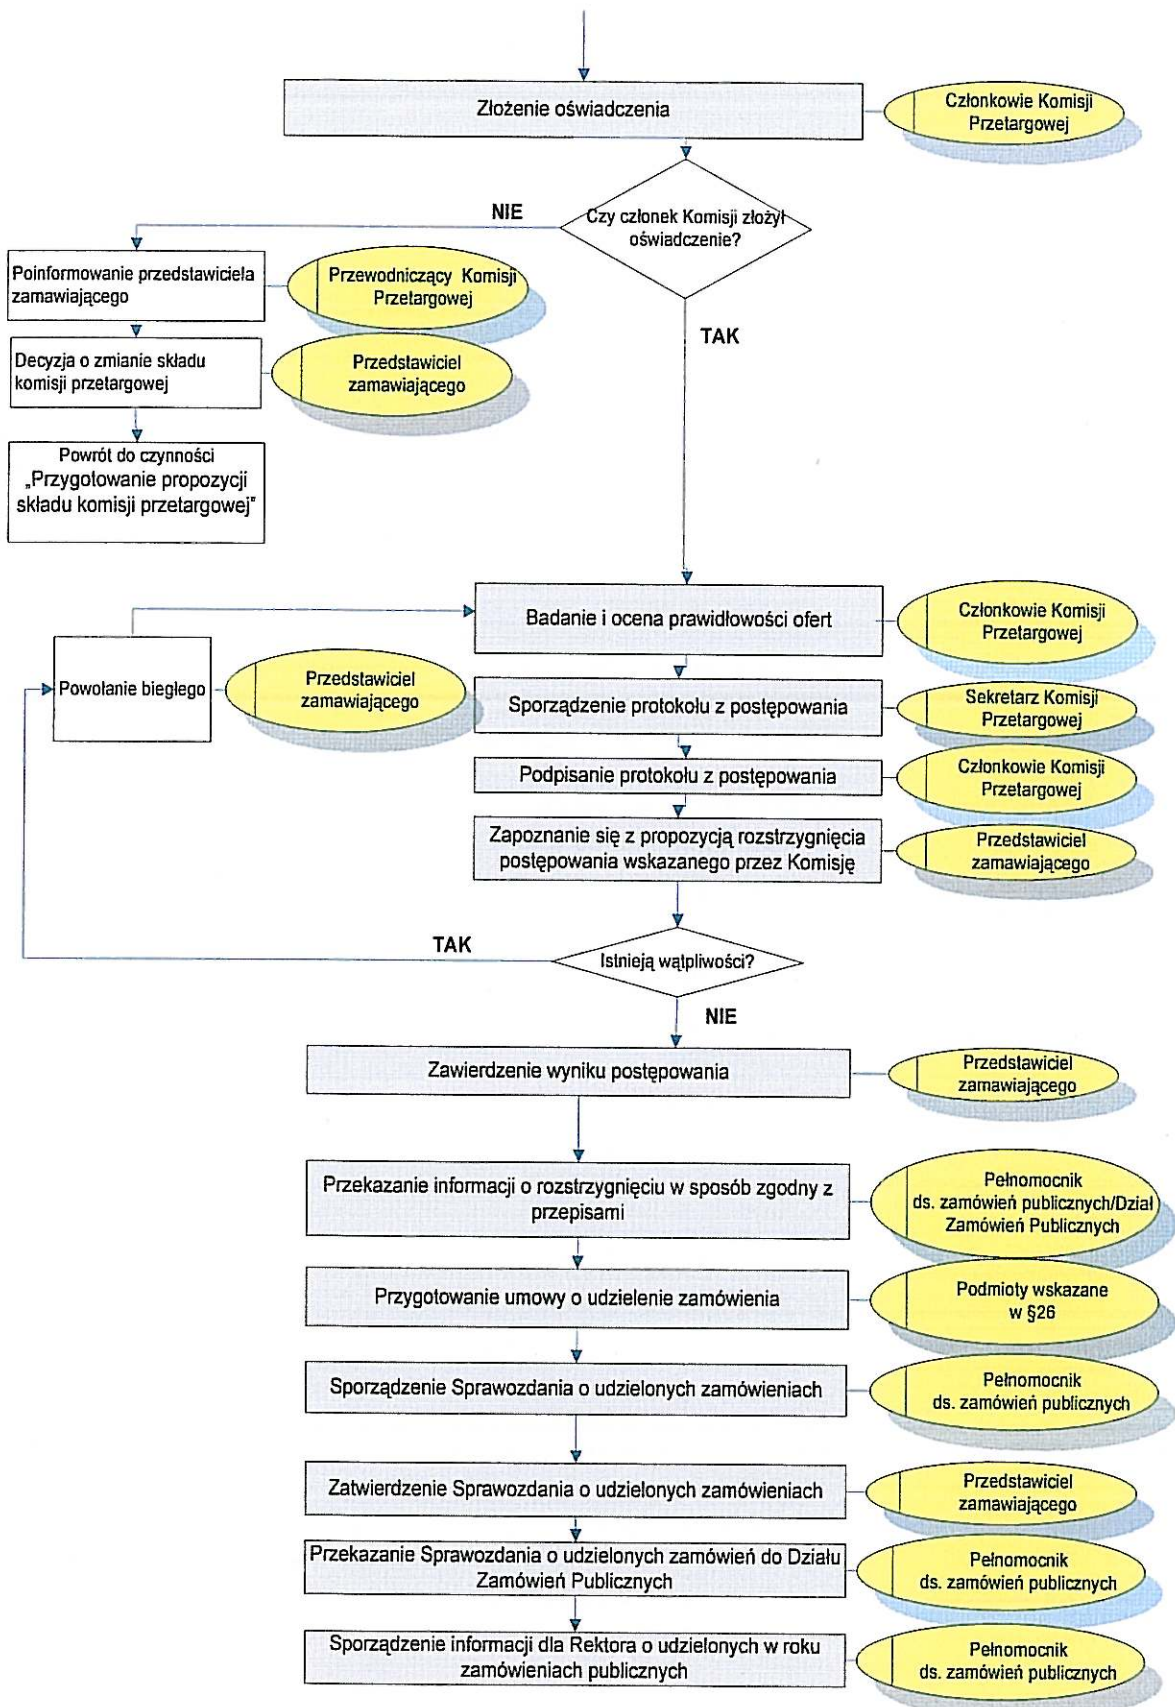 Złożenie oświadczenia
Członkowie Komisji
Przetargowej
NIE
Czy członek Komisji złożył
oświadczenie?
Poinformowanie przedstawiciela
zamawiającego
Przewodniczący Komisji
Przetargowej
TAK
Decyzja o zmianie składu
komisji przetargowej
Przedstawiciel
zamawiającego
Powrót do czynności
„Przygotowanie propozycji
składu komisji przetargowej”
Badanie i ocena prawidłowości ofert
Członkowie Komisji
Przetargowej
Powołanie biegłego
Przedstawiciel
zamawiającego
Sporządzenie protokołu z postępowania
Sekretarz Komisji
Przetargowej
Podpisanie protokołu z postępowania
Członkowie Komisji
Przetargowej
Zapoznanie się z propozycją rozstrzygnięcia
postępowania wskazanego przez Komisję
Przedstawiciel
zamawiającego
TAK
Istnieją wątpliwości?
NIE
Zawierdzenie wyniku postępowania
Przedstawiciel
zamawiającego
Przekazanie informacji o rozstrzygnięciu w sposób zgodny z
przepisami
Pełnomocnik
ds. zamówień publicznych/Dział
Zamówień Publicznych
Przygotowanie umowy o udzielenie zamówienia
Podmioty wskazane
w §26
Sporządzenie Sprawozdania o udzielonych zamówieniach
Pełnomocnik
ds. zamówień publicznych
Zatwierdzenie Sprawozdania o udzielonych zamówieniach
Przedstawiciel
zamawiającego
Przekazanie Sprawozdania o udzielonych zamówień do Działu
Zamówień Publicznych
Pełnomocnik
ds. zamówień publicznych
Sporządzenie informacji dla Rektora o udzielonych w roku
zamówieniach publicznych
Pełnomocnik
ds. zamówień publicznych